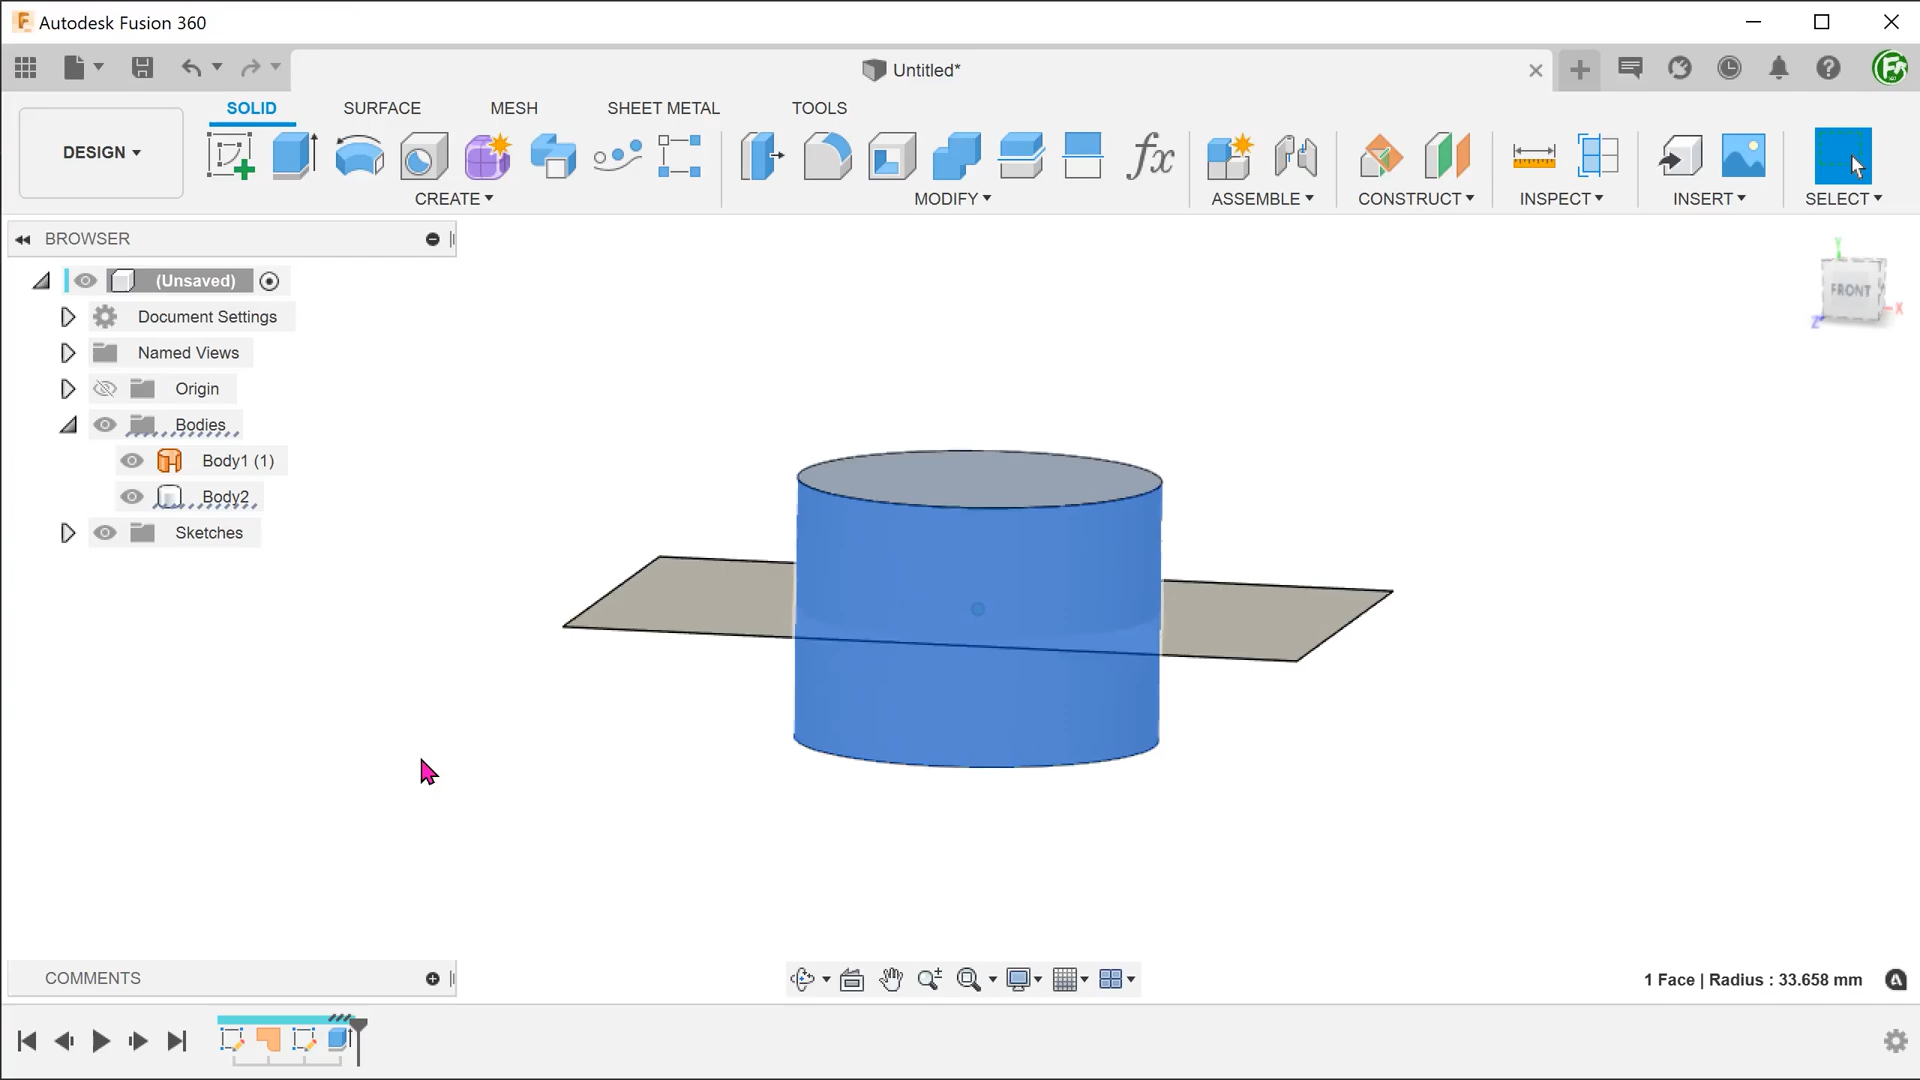 Autodesk Fusion 360
Untitled*
SOLID SURFACE MESH SHEET METAL TOOLS
DESIGN
fx
CREATE MODIFY ASSEMBLE CONSTRUCT INSPECT INSERT SELECT
BROWSER
(Unsaved)
Document Settings
Named Views
Origin
Bodies
Body1 (1)
Body2
Sketches
Y
FRONT
X
Z
COMMENTS
1 Face | Radius : 33.658 mm